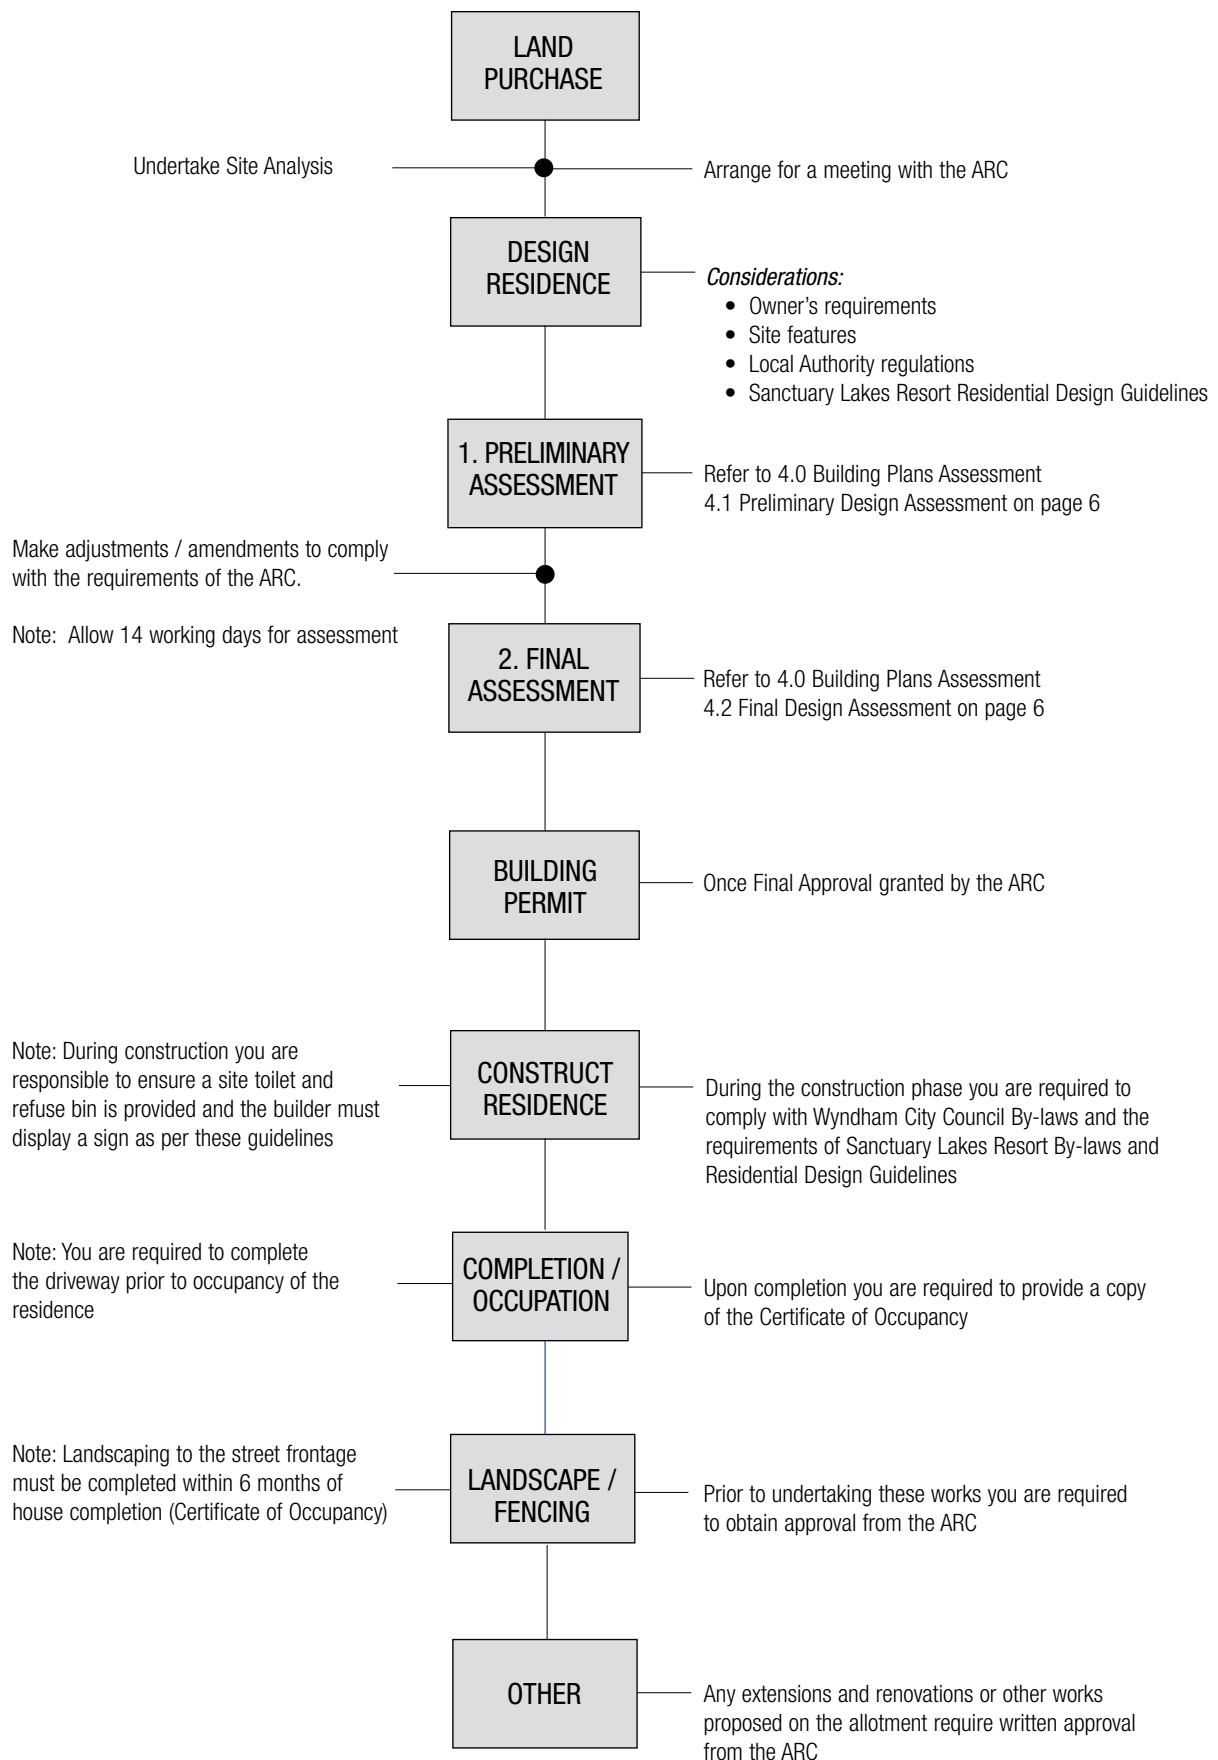 LAND
PURCHASE
Undertake Site Analysis
Arrange for a meeting with the ARC
DESIGN
RESIDENCE
Considerations:
• Owner's requirements
• Site features
• Local Authority regulations
• Sanctuary Lakes Resort Residential Design Guidelines
1. PRELIMINARY
ASSESSMENT
Refer to 4.0 Building Plans Assessment
4.1 Preliminary Design Assessment on page 6
Make adjustments / amendments to comply
with the requirements of the ARC.
Note:  Allow 14 working days for assessment
2. FINAL
ASSESSMENT
Refer to 4.0 Building Plans Assessment
4.2 Final Design Assessment on page 6
BUILDING
PERMIT
Once Final Approval granted by the ARC
Note: During construction you are
responsible to ensure a site toilet and
refuse bin is provided and the builder must
display a sign as per these guidelines
CONSTRUCT
RESIDENCE
During the construction phase you are required to
comply with Wyndham City Council By-laws and the
requirements of Sanctuary Lakes Resort By-laws and
Residential Design Guidelines
Note: You are required to complete
the driveway prior to occupancy of the
residence
COMPLETION /
OCCUPATION
Upon completion you are required to provide a copy
of the Certificate of Occupancy
Note: Landscaping to the street frontage
must be completed within 6 months of
house completion (Certificate of Occupancy)
LANDSCAPE /
FENCING
Prior to undertaking these works you are required
to obtain approval from the ARC
OTHER
Any extensions and renovations or other works
proposed on the allotment require written approval
from the ARC